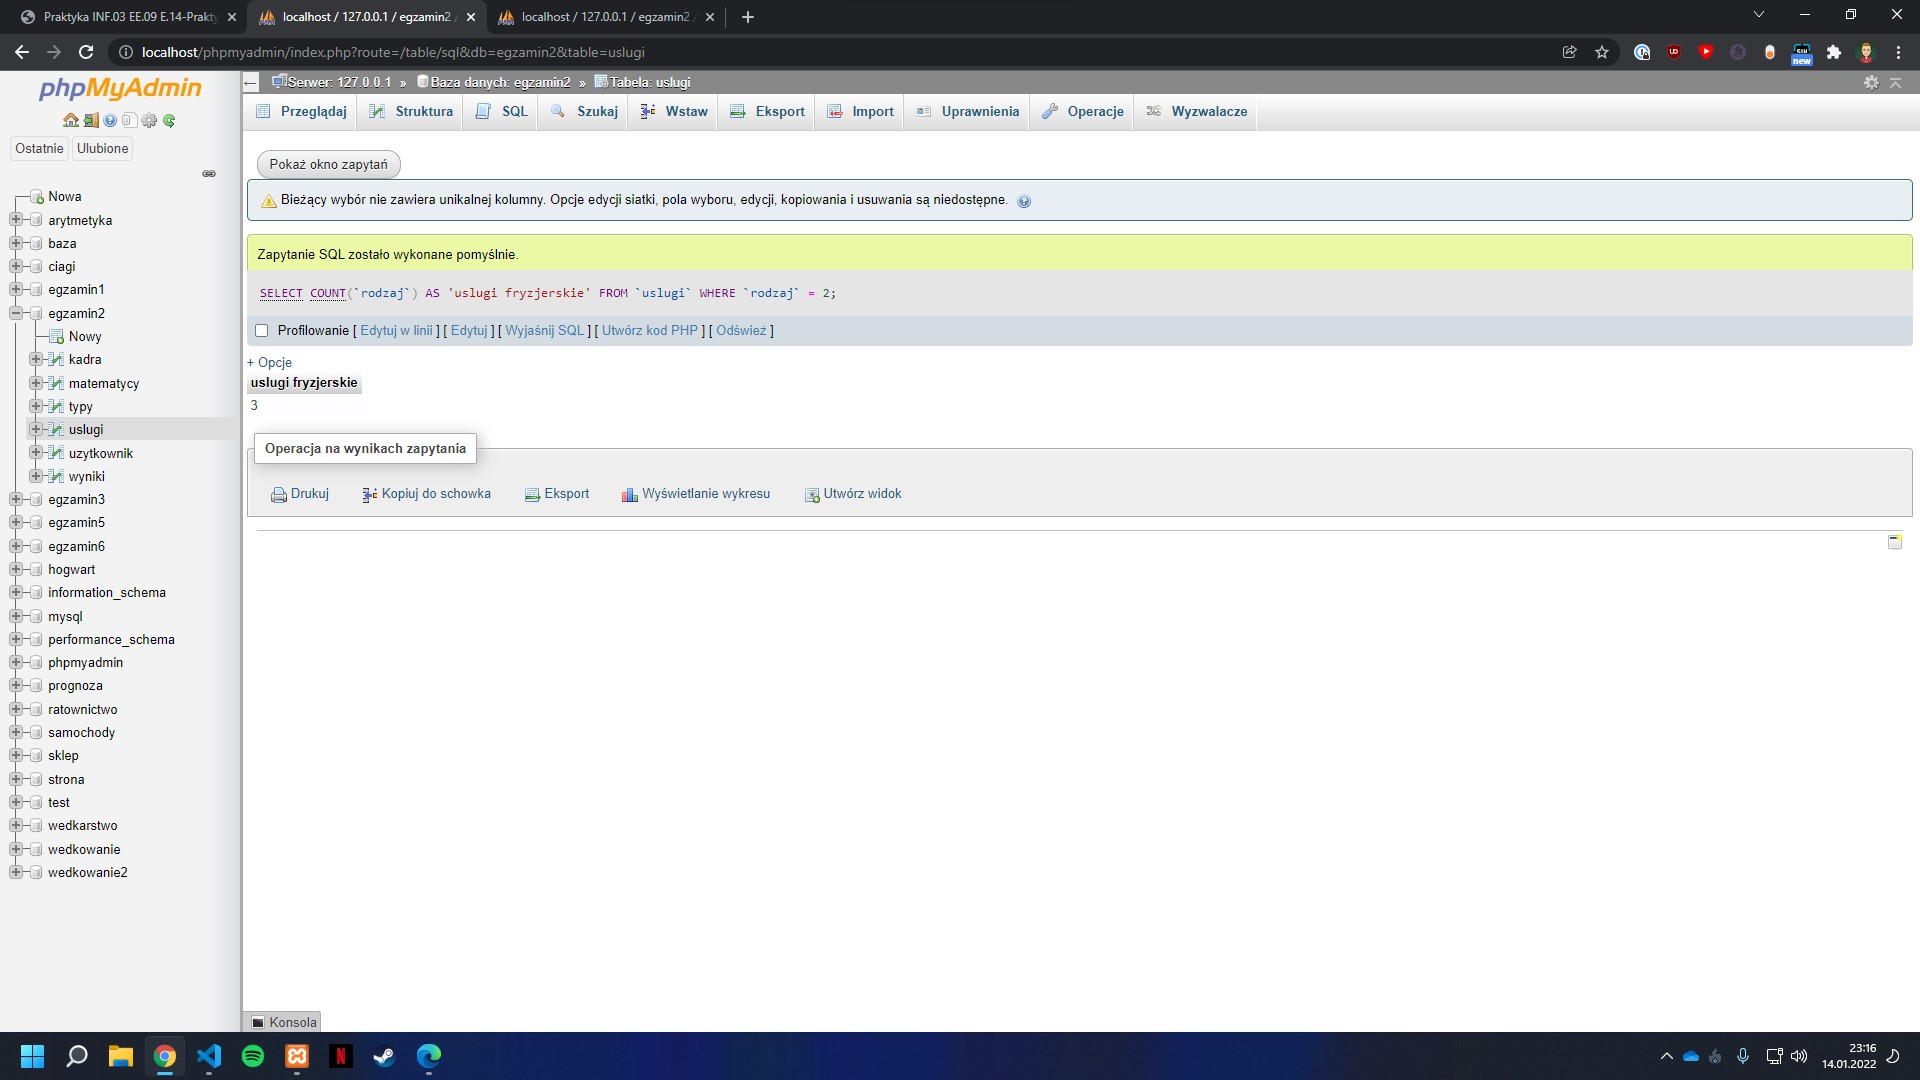 Praktyka INF.03 EE.09 E.14-Prakty
localhost / 127.0.0.1 / egzamin2 /
localhost / 127.0.0.1 / egzamin2 /
localhost/phpmyadmin/index.php?route=/table/sql&db=egzamin2&table=uslugi
new
phpMyAdmin
Ostatnie
Ulubione
Nowa
arytmetyka
baza
ciagi
egzamin1
egzamin2
Nowy
kadra
matematycy
typy
uslugi
uzytkownik
wyniki
egzamin3
egzamin5
egzamin6
hogwart
information_schema
mysql
performance_schema
phpmyadmin
prognoza
ratownictwo
samochody
sklep
strona
test
wedkarstwo
wedkowanie
wedkowanie2
Serwer: 127.0.0.1 » Baza danych: egzamin2 » Tabela: uslugi
Przeglądaj Struktura SQL Szukaj Wstaw Eksport Import Uprawnienia Operacje Wyzwalacze
Pokaż okno zapytań
Bieżący wybór nie zawiera unikalnej kolumny. Opcje edycji siatki, pola wyboru, edycji, kopiowania i usuwania są niedostępne.
Zapytanie SQL zostało wykonane pomyślnie.
SELECT COUNT(`rodzaj`) AS 'uslugi fryzjerskie' FROM `uslugi` WHERE `rodzaj` = 2;
Profilowanie [ Edytuj w linii ] [ Edytuj ] [ Wyjaśnij SQL ] [ Utwórz kod PHP ] [ Odśwież ]
+ Opcje
uslugi fryzjerskie
3
Operacja na wynikach zapytania
Drukuj Kopiuj do schowka Eksport Wyświetlanie wykresu Utwórz widok
Konsola
23:16
14.01.2022